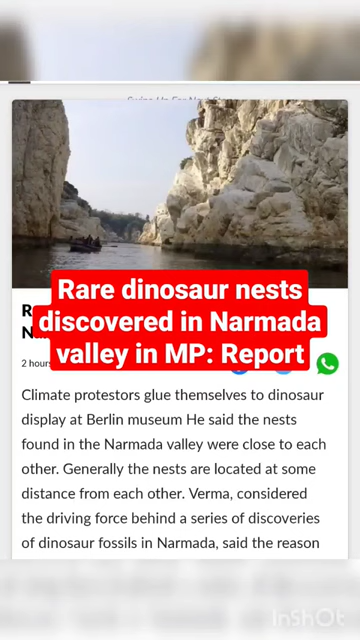 Rare dinosaur nests
discovered in Narmada
valley in MP: Report
2 hours
Climate protestors glue themselves to dinosaur
display at Berlin museum He said the nests
found in the Narmada valley were close to each
other. Generally the nests are located at some
distance from each other. Verma, considered
the driving force behind a series of discoveries
of dinosaur fossils in Narmada, said the reason
InShOt